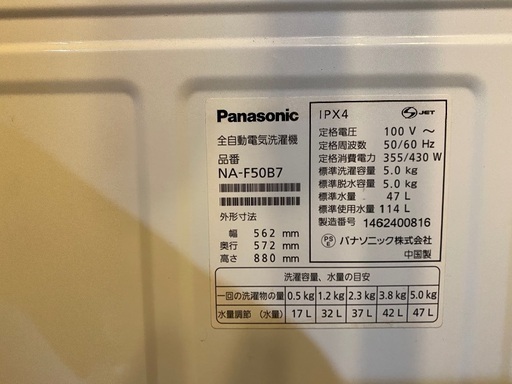 Panasonic
全自動電気洗濯機
品番
NA-F50B7
外形寸法
幅 562 mm
奥行 572 mm
高さ 880 mm
IPX4 JET
定格電圧 100 V ～
定格周波数 50/60 Hz
定格消費電力 355/430 W
標準洗濯容量 5.0 kg
標準脱水容量 5.0 kg
標準水量 47 L
標準使用水量 114 L
製造番号 1462400816
PSE パナソニック株式会社
中国製
洗濯容量、水量の目安
一回の洗濯物の量 0.5 kg 1.2 kg 2.3 kg 3.8 kg 5.0 kg
水量調節 (水量) 17 L 32 L 37 L 42 L 47 L